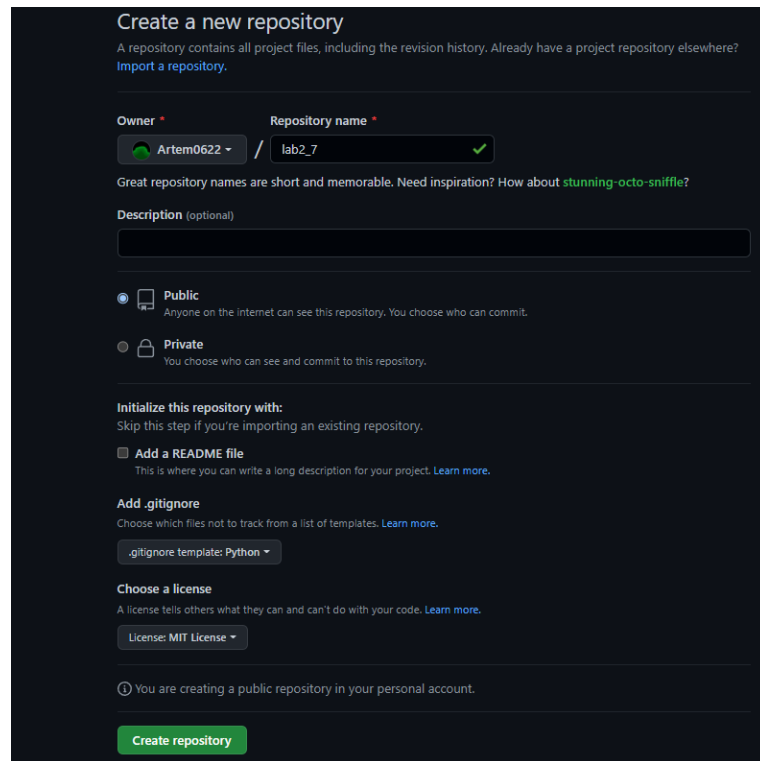 Create a new repository
A repository contains all project files, including the revision history. Already have a project repository elsewhere?
Import a repository.
Owner * Repository name *
Artem0622 / lab2_7
Great repository names are short and memorable. Need inspiration? How about stunning-octo-sniffle?
Description (optional)
Public
Anyone on the internet can see this repository. You choose who can commit.
Private
You choose who can see and commit to this repository.
Initialize this repository with:
Skip this step if you're importing an existing repository.
Add a README file
This is where you can write a long description for your project. Learn more.
Add .gitignore
Choose which files not to track from a list of templates. Learn more.
.gitignore template: Python
Choose a license
A license tells others what they can and can't do with your code. Learn more.
License: MIT License
You are creating a public repository in your personal account.
Create repository